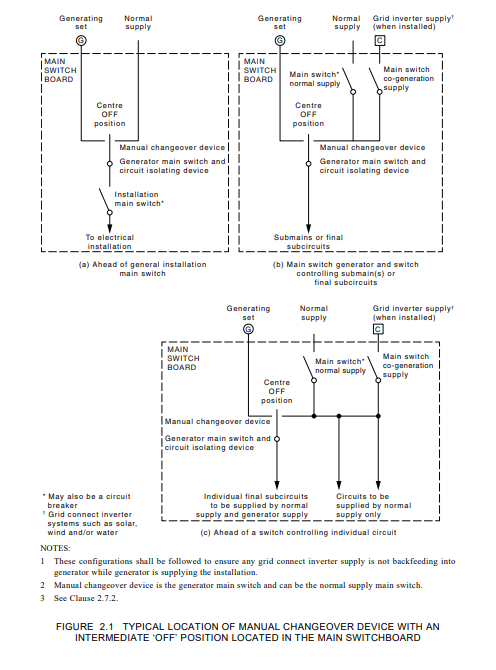 Generating
set
Normal
supply
G
MAIN
SWITCH
BOARD
Centre
OFF
position
Manual changeover device
Generator main switch and
circuit isolating device
Installation
main switch*
To electrical
installation
(a) Ahead of general installation
main switch
Generating
set
Normal
supply
Grid inverter supply†
(when installed)
G
C
MAIN
SWITCH
BOARD
Main switch*
normal supply
Main switch
co-generation
supply
Centre
OFF
position
Manual changeover device
Generator main switch and
circuit isolating device
Submains or final
subcircuits
(b) Main switch generator and switch
controlling submain(s) or
final subcircuits
Generating
set
Normal
supply
Grid inverter supply†
(when installed)
G
C
MAIN
SWITCH
BOARD
Main switch*
normal supply
Main switch
co-generation
supply
Centre
OFF
position
Manual changeover device
Generator main switch and
circuit isolating device
Individual final subcircuits
to be supplied by normal
supply and generator supply
Circuits to be
supplied by normal
supply only
(c) Ahead of a switch controlling individual circuit
* May also be a circuit
breaker
† Grid connect inverter
systems such as solar,
wind and/or water
NOTES:
1 These configurations shall be followed to ensure any grid connect inverter supply is not backfeeding into
generator while generator is supplying the installation.
2 Manual changeover device is the generator main switch and can be the normal supply main switch.
3 See Clause 2.7.2.
FIGURE 2.1 TYPICAL LOCATION OF MANUAL CHANGEOVER DEVICE WITH AN
INTERMEDIATE 'OFF' POSITION LOCATED IN THE MAIN SWITCHBOARD